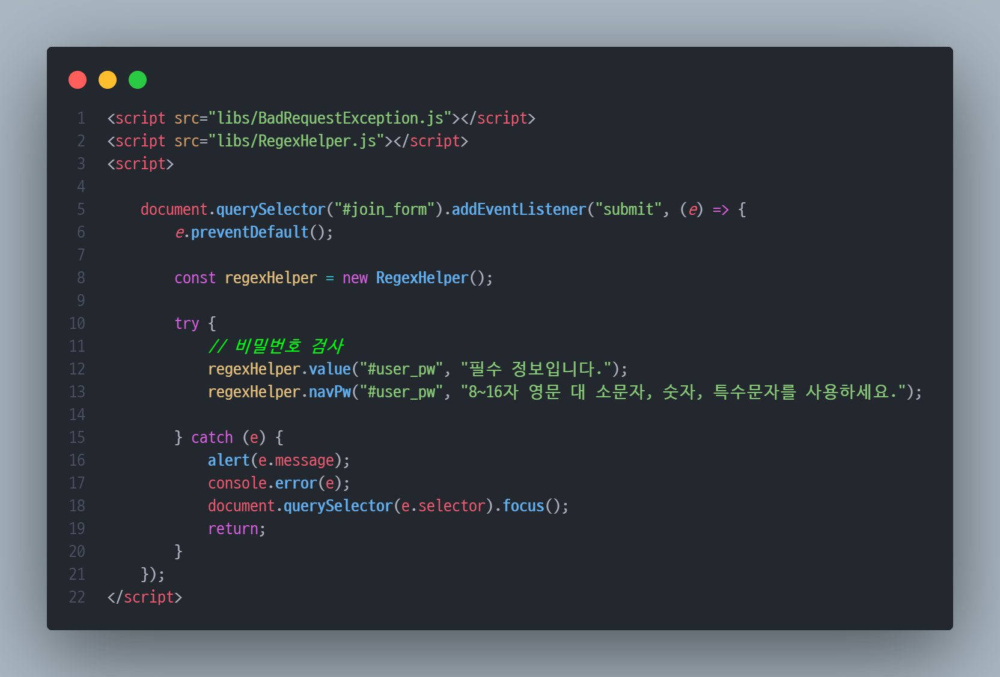 1 <script src="libs/BadRequestException.js"></script>
2 <script src="libs/RegexHelper.js"></script>
3 <script>
4
5     document.querySelector("#join_form").addEventListener("submit", (e) => {
6         e.preventDefault();
7
8         const regexHelper = new RegexHelper();
9
10         try {
11             // 비밀번호 검사
12             regexHelper.value("#user_pw", "필수 정보입니다.");
13             regexHelper.navPw("#user_pw", "8~16자 영문 대 소문자, 숫자, 특수문자를 사용하세요.");
14
15         } catch (e) {
16             alert(e.message);
17             console.error(e);
18             document.querySelector(e.selector).focus();
19             return;
20         }
21     });
22 </script>